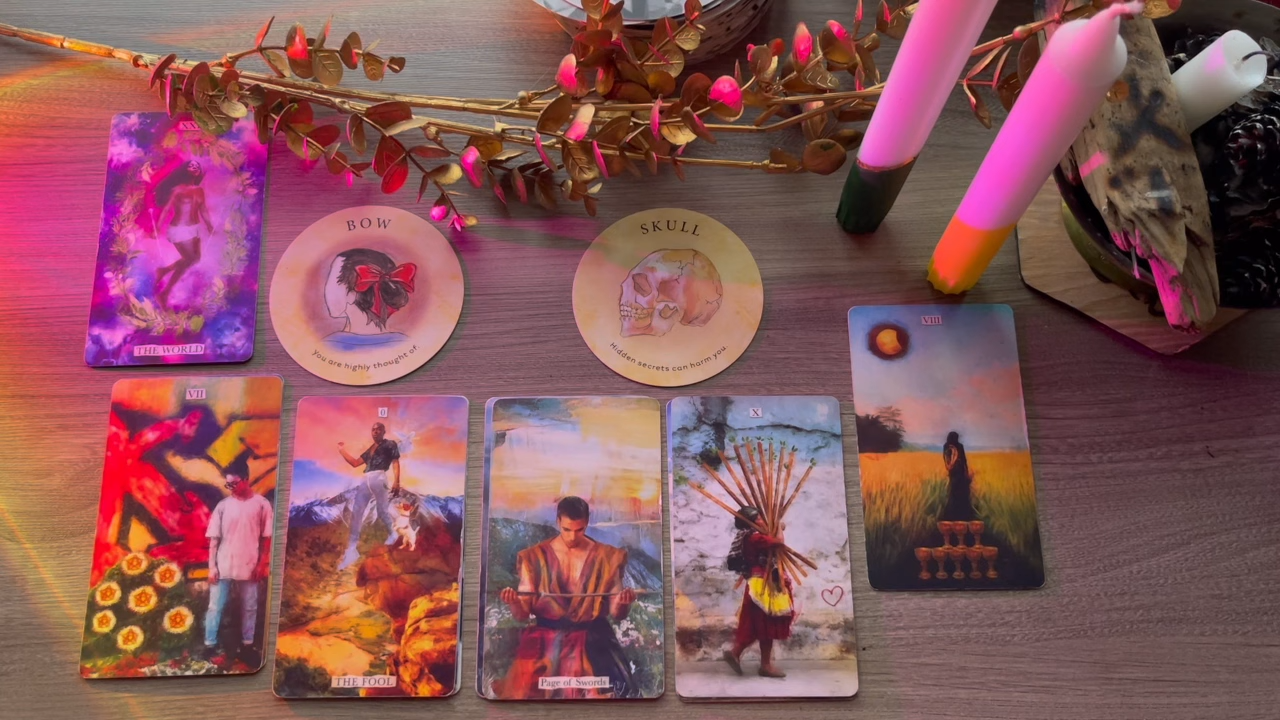 XXI
THE WORLD
BOW
You are highly thought of.
SKULL
Hidden secrets can harm you.
VIII
VII
0
THE FOOL
Page of Swords
X